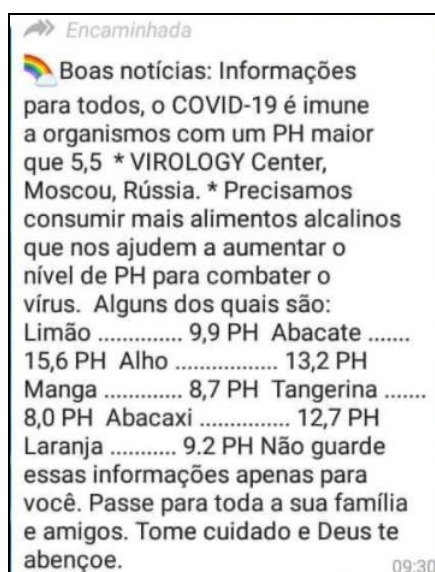 Encaminhada
Boas notícias: Informações
para todos, o COVID-19 é imune
a organismos com um PH maior
que 5,5 * VIROLOGY Center,
Moscou, Rússia. * Precisamos
consumir mais alimentos alcalinos
que nos ajudem a aumentar o
nível de PH para combater o
vírus. Alguns dos quais são:
Limão .............. 9,9 PH Abacate .......
15,6 PH Alho ................. 13,2 PH
Manga ............. 8,7 PH Tangerina .......
8,0 PH Abacaxi ............... 12,7 PH
Laranja ........... 9.2 PH Não guarde
essas informações apenas para
você. Passe para toda a sua família
e amigos. Tome cuidado e Deus te
abençoe.
09:30